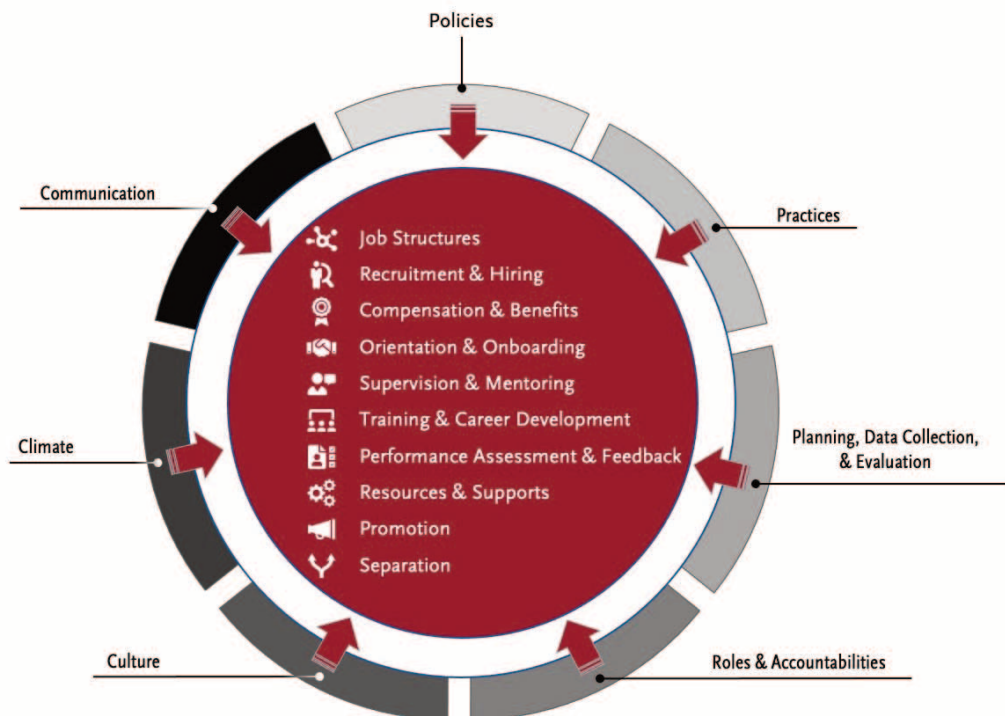 Policies
Communication
Practices
Job Structures
Recruitment & Hiring
Compensation & Benefits
Orientation & Onboarding
Supervision & Mentoring
Training & Career Development
Performance Assessment & Feedback
Resources & Supports
Promotion
Separation
Climate
Planning, Data Collection,
& Evaluation
Culture
Roles & Accountabilities